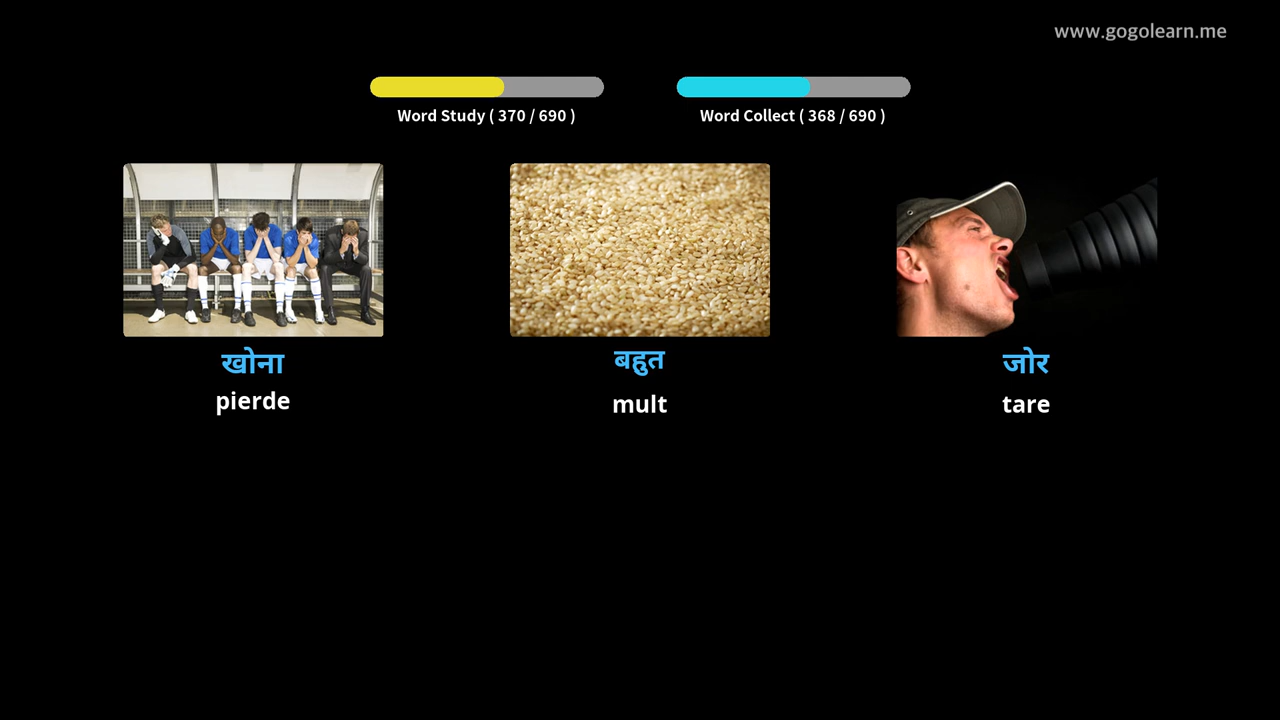 www.gogolearn.me
Word Study ( 370 / 690 )
Word Collect ( 368 / 690 )
खोना
pierde
बहुत
mult
जोर
tare